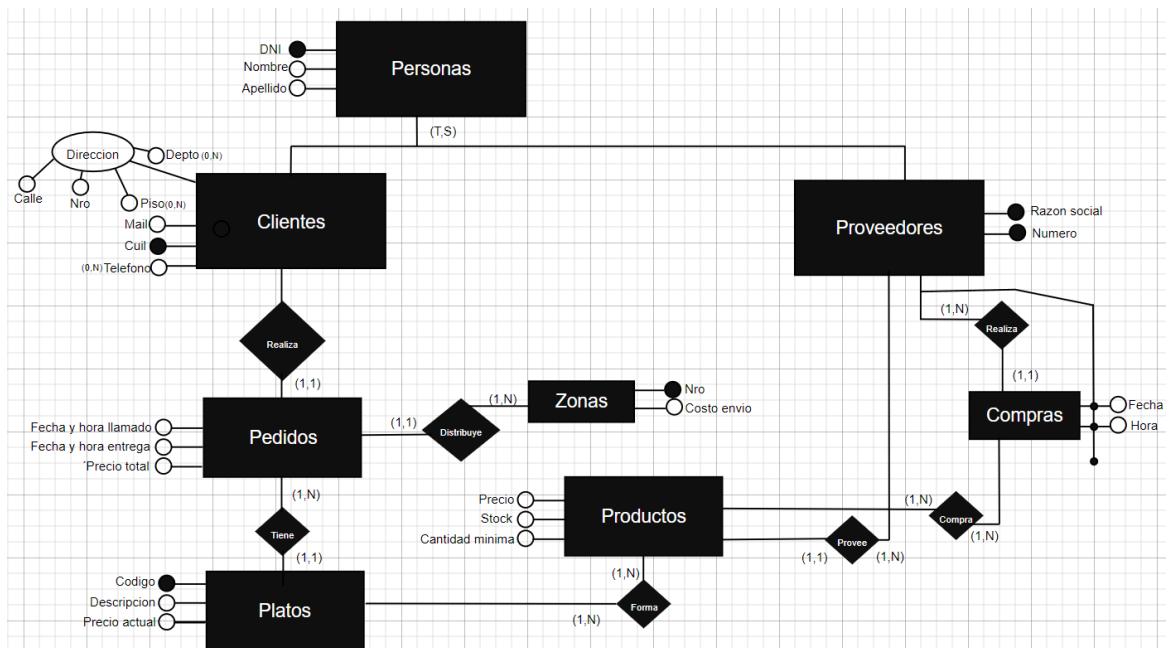 DNI
Nombre
Apellido
Personas
(T,S)
Direccion
Depto (0,N)
Calle
Nro
Piso(0,N)
Mail
Cuil
(0,N) Telefono
Clientes
Proveedores
Razon social
Numero
Realiza
(1,1)
(1,N)
Realiza
(1,1)
Compras
Fecha
Hora
Fecha y hora llamado
Fecha y hora entrega
´Precio total
Pedidos
(1,1)
Distribuye
(1,N)
Zonas
Nro
Costo envio
(1,N)
Tiene
(1,1)
Precio
Stock
Cantidad minima
Productos
(1,N)
Compra
(1,N)
(1,1)
Provee
(1,N)
(1,N)
Forma
(1,N)
Codigo
Descripcion
Precio actual
Platos